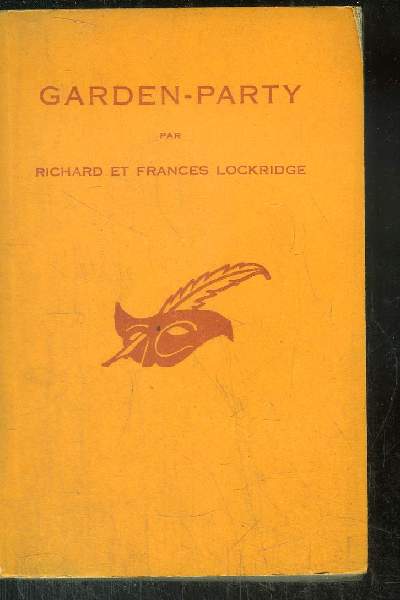 GARDEN-PARTY
PAR
RICHARD ET FRANCES LOCKRIDGE